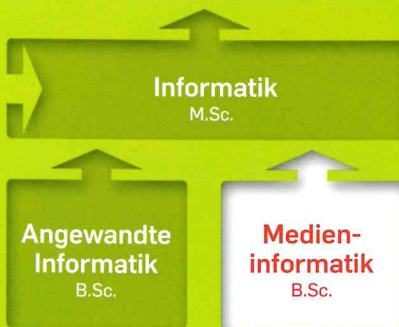 Informatik
M.Sc.
Angewandte
Informatik
B.Sc.
Medien-
informatik
B.Sc.